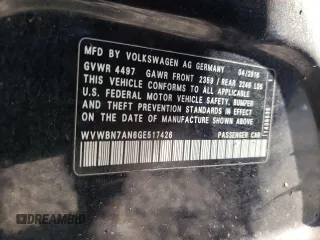 MFD BY VOLKSWAGEN AG GERMANY 04/2016
GVWR 4497 GAWR FRONT 2359 / REAR 2249 LBS
THIS VEHICLE CONFORMS TO ALL APPLICABLE
U.S. FEDERAL MOTOR VEHICLE SAFETY, BUMPER
AND THEFT PREVENTION STANDARDS IN EFFECT
ON THE DATE OF MANUFACTURE SHOWN ABOVE.
WVWBN7AN6GE517426 PASSENGER CAR
DREAMBID